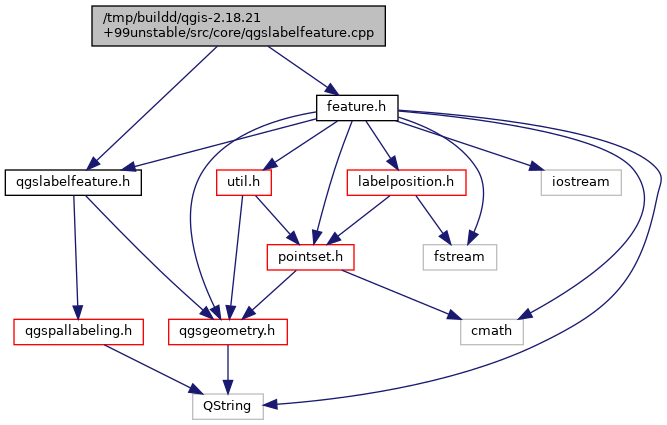 /tmp/buildd/qgis-2.18.21
+99unstable/src/core/qgslabelfeature.cpp
feature.h
qgslabelfeature.h
util.h
labelposition.h
iostream
pointset.h
fstream
qgspallabeling.h
qgsgeometry.h
cmath
QString